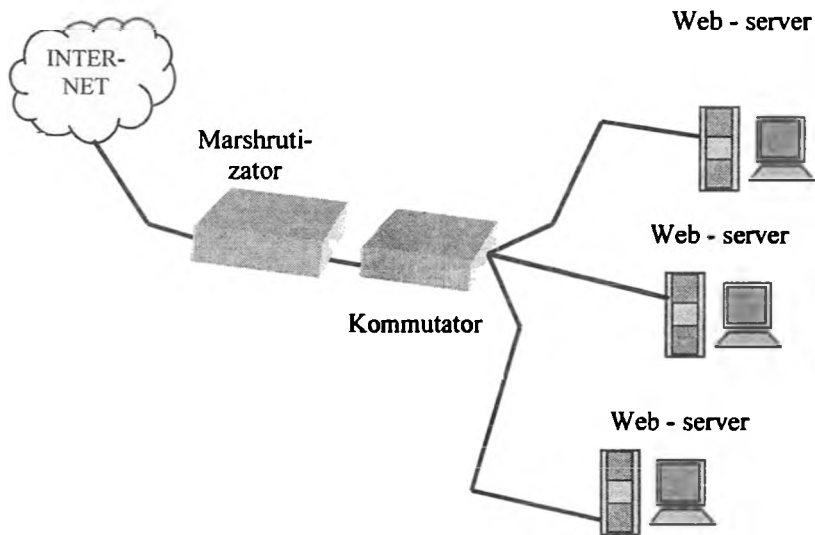 Web - server
INTER-
NET
Marshruti-
zator
Web - server
Kommutator
Web - server